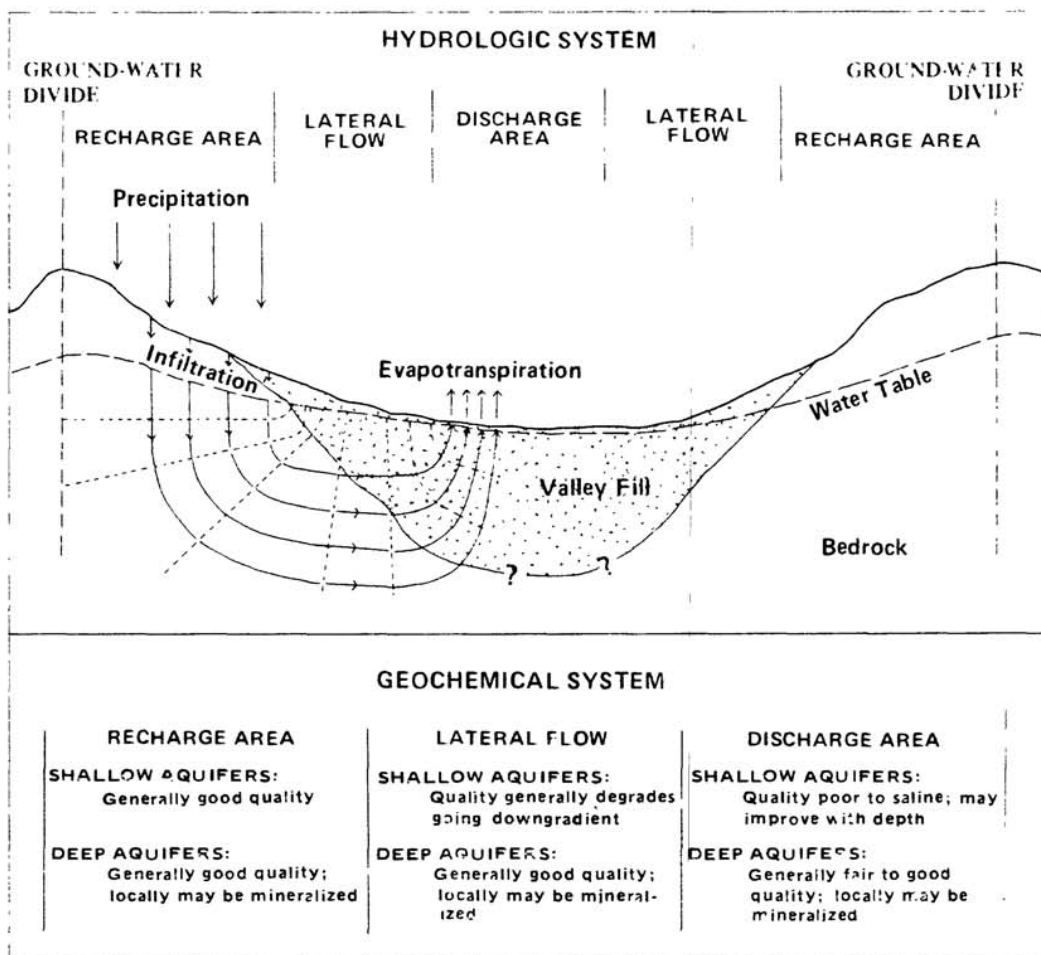 HYDROLOGIC SYSTEM
GROUND-WATER
DIVIDE
GROUND-WATER
DIVIDE
RECHARGE AREA
LATERAL
FLOW
DISCHARGE
AREA
LATERAL
FLOW
RECHARGE AREA
Precipitation
Infiltration
Evapotranspiration
Water Table
Valley Fill
Bedrock
?
?
GEOCHEMICAL SYSTEM
RECHARGE AREA
SHALLOW AQUIFERS:
Generally good quality
DEEP AQUIFERS:
Generally good quality;
locally may be mineralized
LATERAL FLOW
SHALLOW AQUIFERS:
Quality generally degrades
going downgradient
DEEP AQUIFERS:
Generally good quality;
locally may be mineral-
ized
DISCHARGE AREA
SHALLOW AQUIFERS:
Quality poor to saline; may
improve with depth
DEEP AQUIFERS:
Generally fair to good
quality; locally may be
mineralized